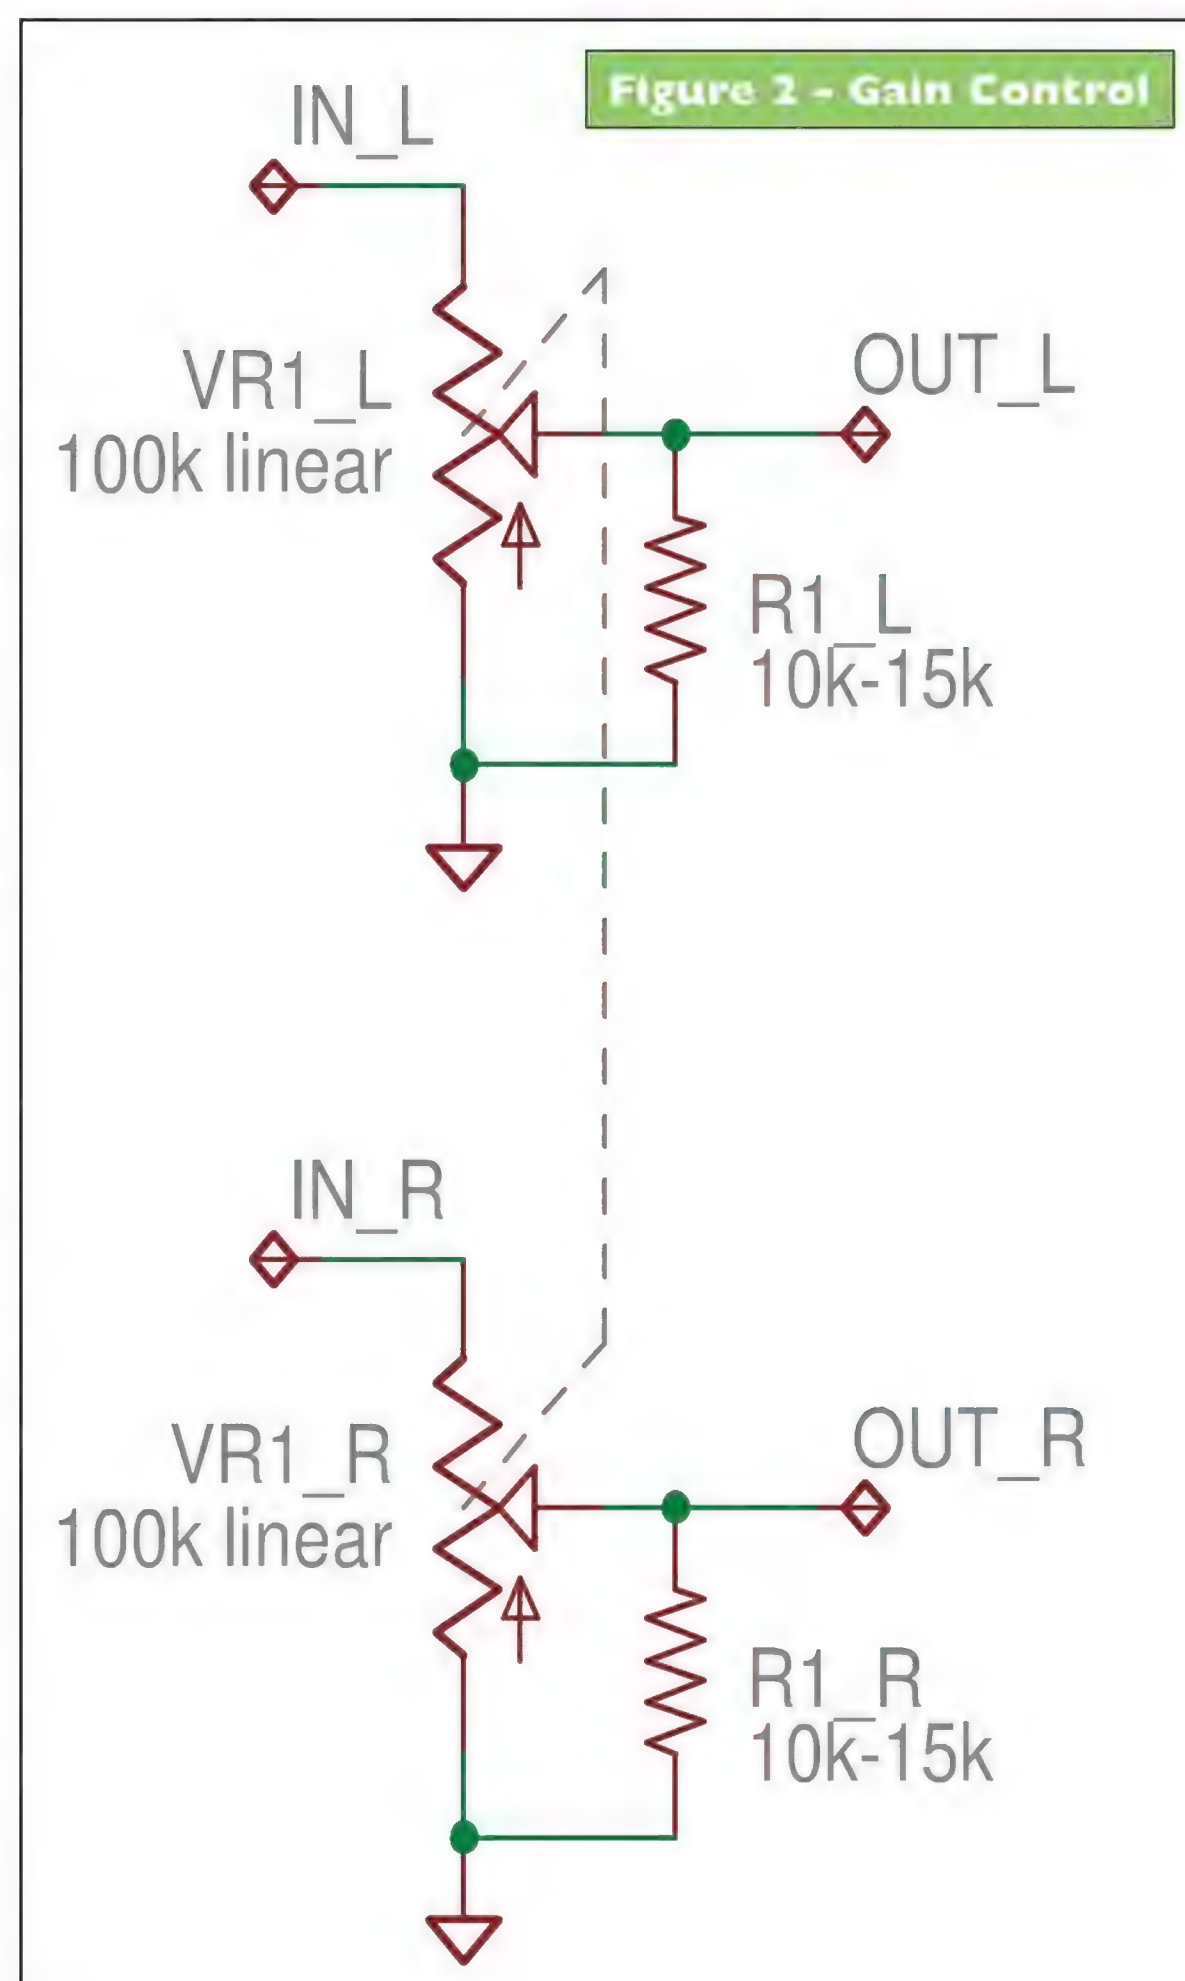 Figure 2 - Gain Control
IN_L
VR1_L
100k linear
OUT_L
R1_L
10k-15k
IN_R
VR1_R
100k linear
OUT_R
R1_R
10k-15k